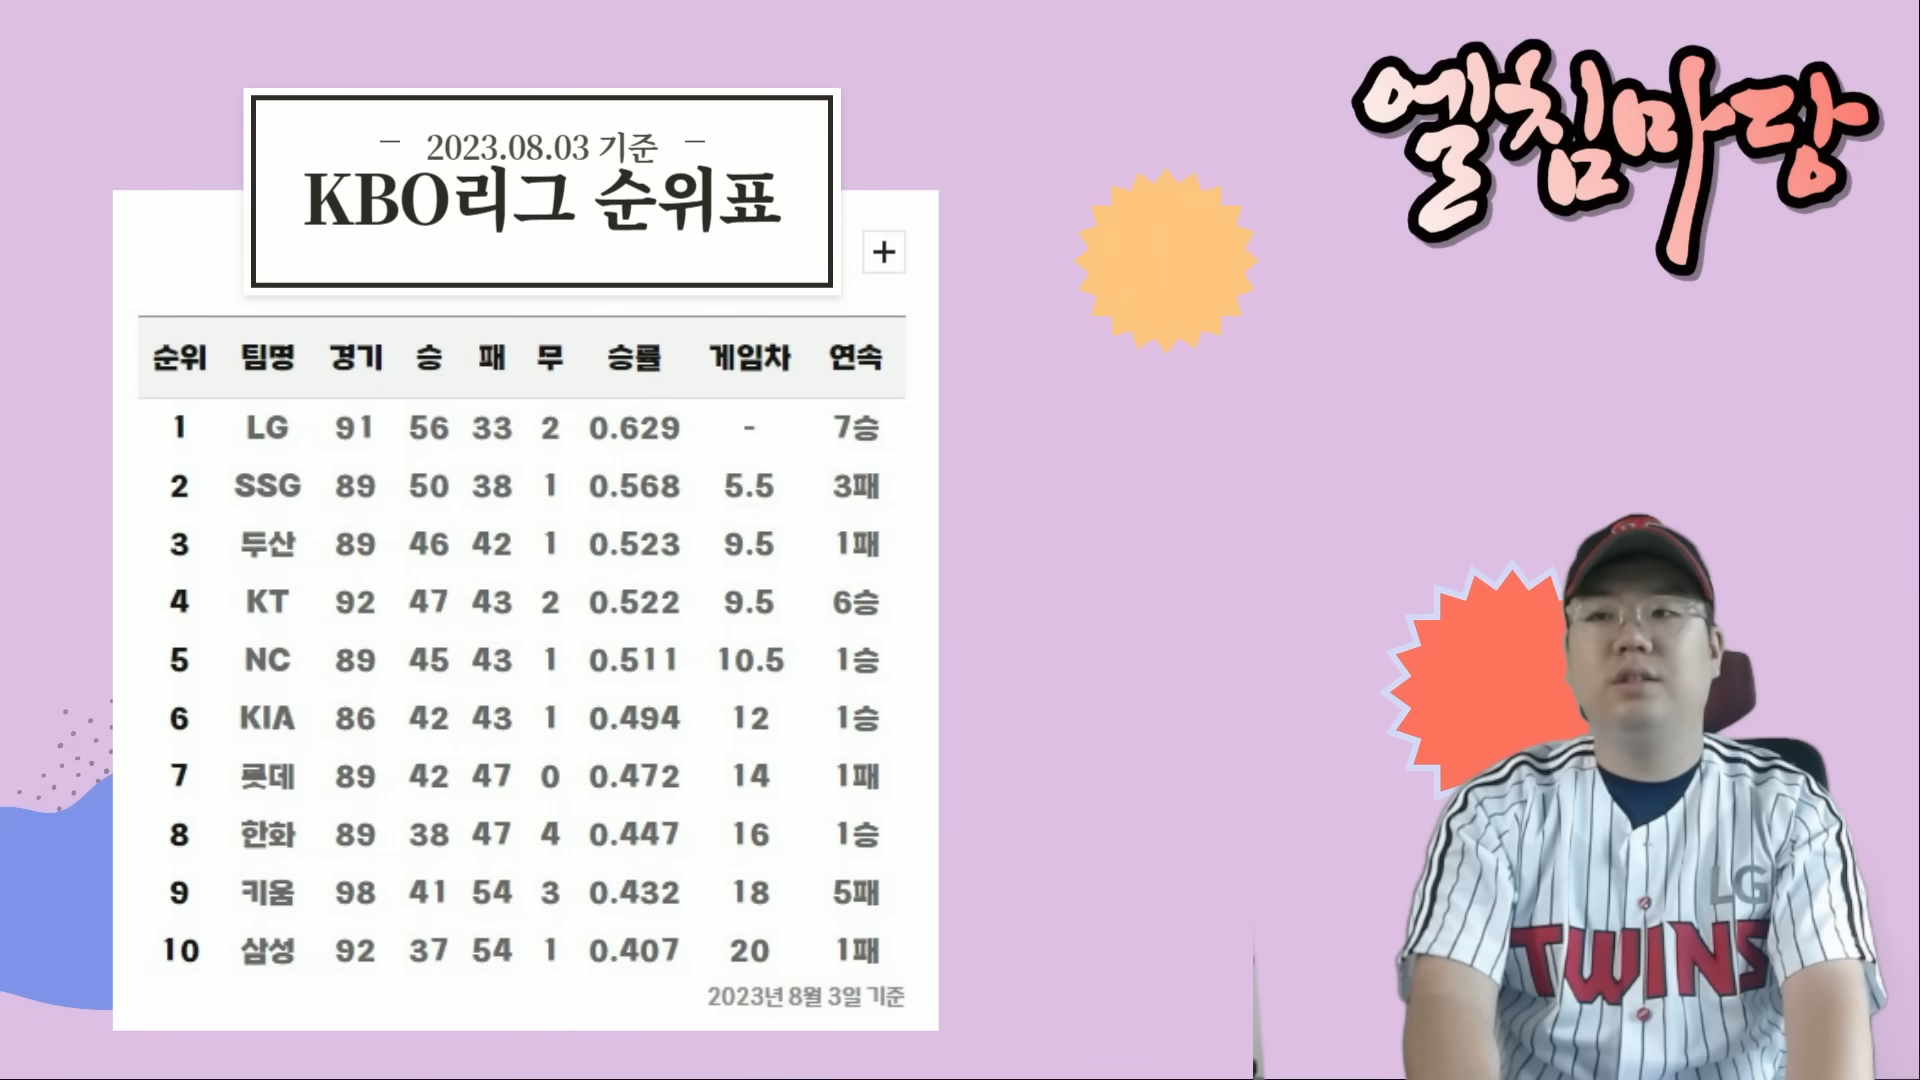 엘침마당
– 2023.08.03 기준 –
KBO리그 순위표
+
순위 팀명 경기 승 패 무 승률 게임차 연속
1 LG 91 56 33 2 0.629 - 7승
2 SSG 89 50 38 1 0.568 5.5 3패
3 두산 89 46 42 1 0.523 9.5 1패
4 KT 92 47 43 2 0.522 9.5 6승
5 NC 89 45 43 1 0.511 10.5 1승
6 KIA 86 42 43 1 0.494 12 1승
7 롯데 89 42 47 0 0.472 14 1패
8 한화 89 38 47 4 0.447 16 1승
9 키움 98 41 54 3 0.432 18 5패
10 삼성 92 37 54 1 0.407 20 1패
2023년 8월 3일 기준
LG
TWINS